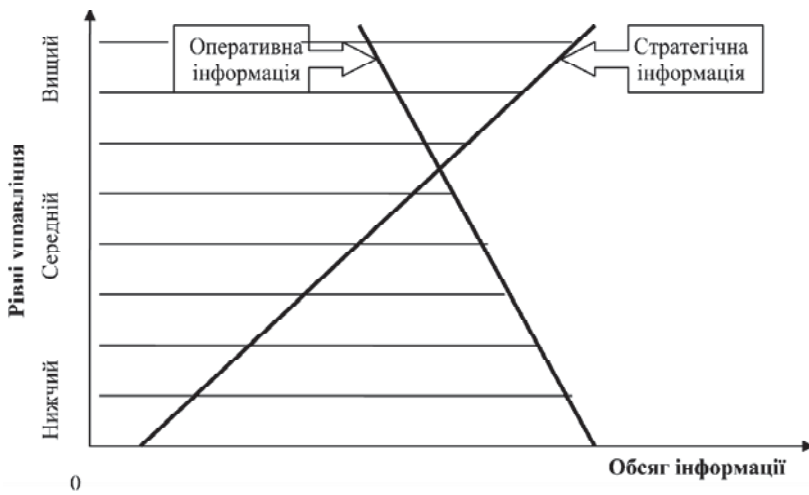 Оперативна
інформація
Стратегічна
інформація
Вищий
Середній
Нижчий
Рівні управління
0
Обсяг інформації